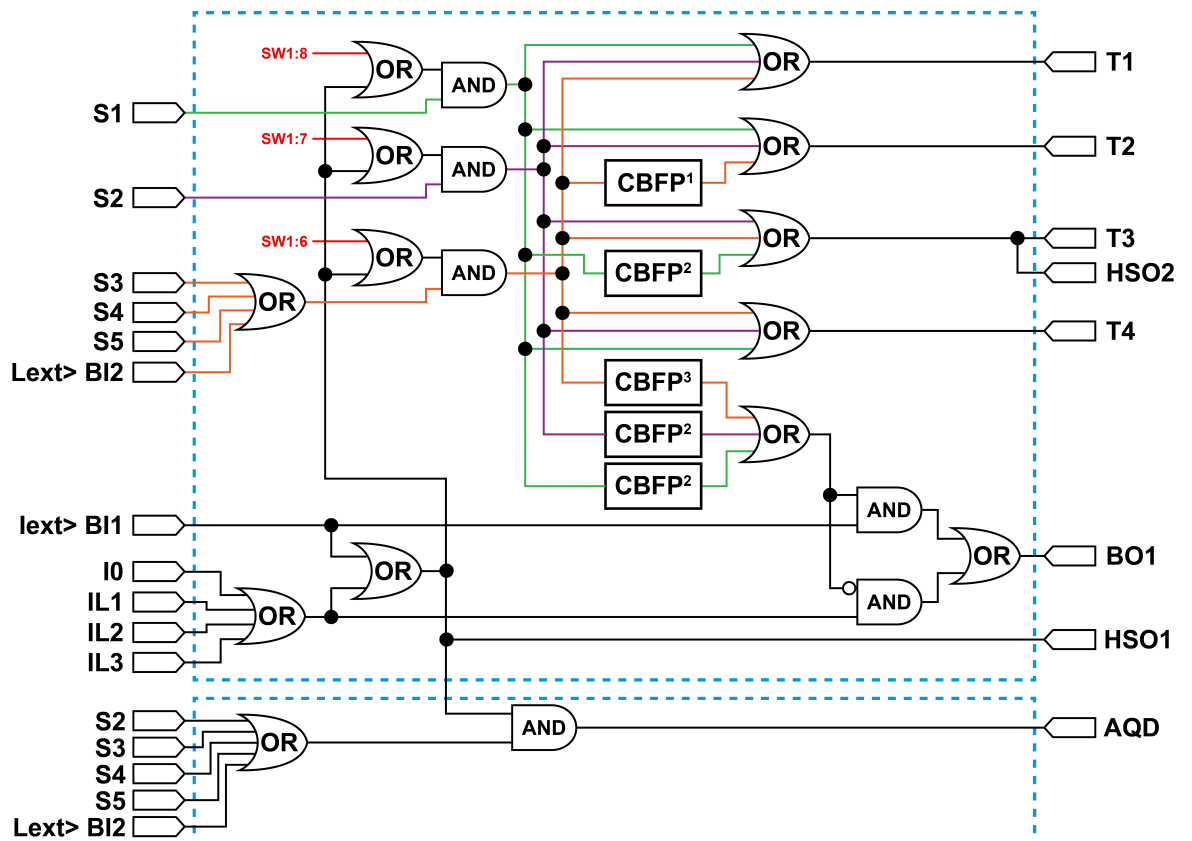 SW1:8
OR
AND
OR
T1
S1
SW1:7
OR
AND
OR
T2
S2
CBFP¹
SW1:6
OR
AND
OR
T3
CBFP²
HSO2
S3
S4
S5
Lext> BI2
OR
OR
T4
CBFP³
CBFP²
CBFP²
OR
Iext> BI1
AND
OR
OR
BO1
I0
IL1
IL2
IL3
OR
AND
HSO1
S2
S3
S4
S5
Lext> BI2
OR
AND
AQD